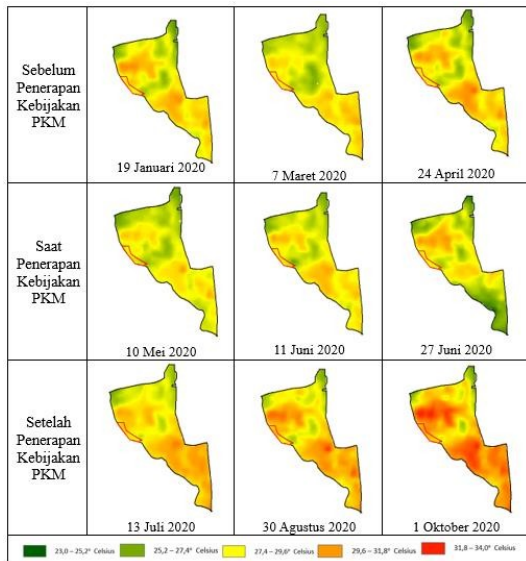 Sebelum
Penerapan
Kebijakan
PKM
19 Januari 2020
7 Maret 2020
24 April 2020
Saat
Penerapan
Kebijakan
PKM
10 Mei 2020
11 Juni 2020
27 Juni 2020
Setelah
Penerapan
Kebijakan
PKM
13 Juli 2020
30 Agustus 2020
1 Oktober 2020
23,0 – 25,2° Celsius
25,2 – 27,4° Celsius
27,4 – 29,6° Celsius
29,6 – 31,8° Celsius
31,8 – 34,0° Celsius